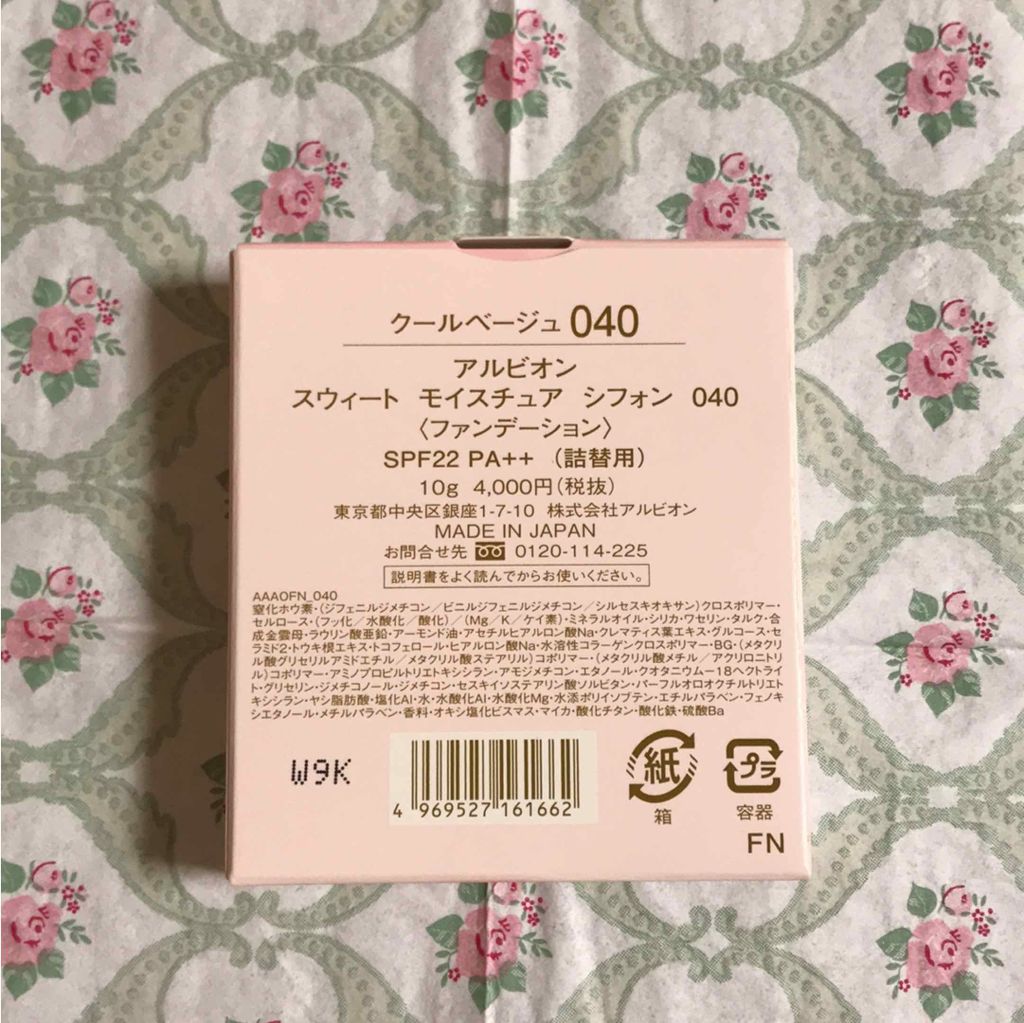 クールベージュ 040
アルビオン
スウィート モイスチュア シフォン 040
〈ファンデーション〉
SPF22 PA++ (詰替用)
10g 4,000円(税抜)
東京都中央区銀座1-7-10 株式会社アルビオン
MADE IN JAPAN
お問合せ先 0120-114-225
説明書をよく読んでからお使いください。
AAAOFN_040
窒化ホウ素・(ジフェニルジメチコン/ビニルジフェニルジメチコン/シルセスキオキサン)クロスポリマー・
セルロース・(フッ化/水酸化/酸化)/(Mg/K/ケイ素)・ミネラルオイル・シリカ・ワセリン・タルク・合
成金雲母・ラウリン酸亜鉛・アーモンド油・アセチルヒアルロン酸Na・クレマティス葉エキス・グルコース・セ
ラミド2・トウキ根エキス・トコフェロール・ヒアルロン酸Na・水溶性コラーゲンクロスポリマー・BG・(メタクリ
ル酸グリセリルアミドエチル/メタクリル酸ステアリル)コポリマー・(メタクリル酸メチル/アクリロニトリ
ル)コポリマー・アミノプロピルトリエトキシシラン・アモジメチコン・エタノール・クオタニウム-18ヘクトライ
ト・グリセリン・ジメチコノール・ジメチコン・セスキイソステアリン酸ソルビタン・パーフルオロオクチルトリエ
トキシシラン・ヤシ脂肪酸・塩化Al・水・水酸化Al・水酸化Mg・水添ポリイソブテン・エチルパラベン・フェノキ
シエタノール・メチルパラベン・香料・オキシ塩化ビスマス・マイカ・酸化チタン・酸化鉄・硫酸Ba
W9K
4 969527 161662
紙
箱
プラ
容器
FN